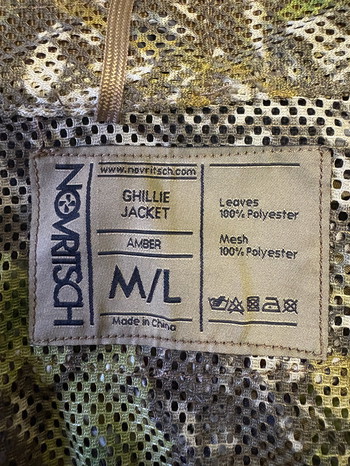 NOVRITSCH
www.novritsch.com
GHILLIE
JACKET
AMBER
M/L
Made in China
Leaves
100% Polyester
Mesh
100% Polyester